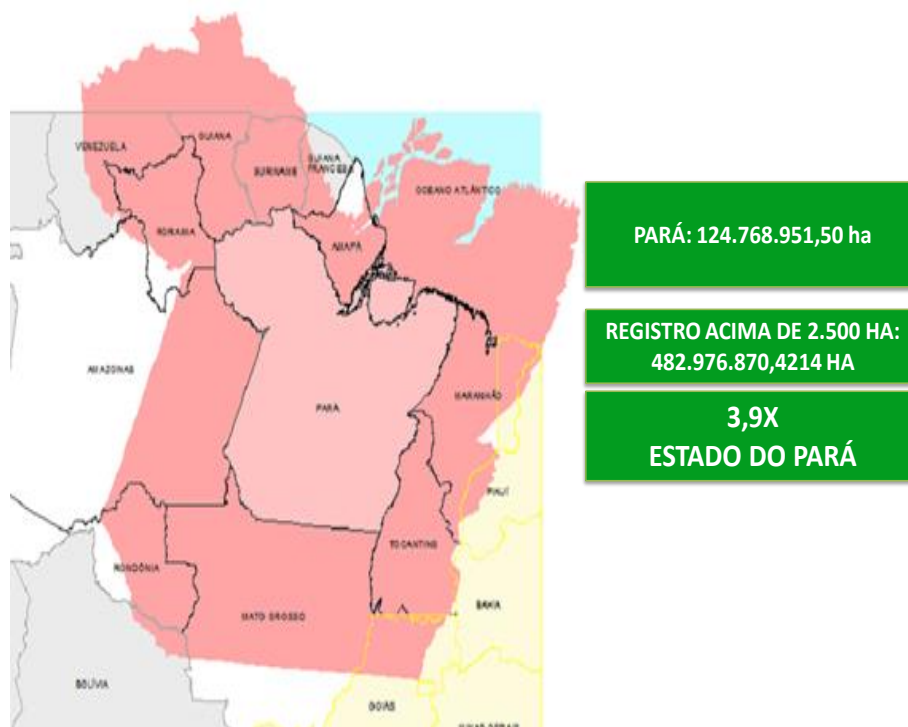 VENEZUELA
GUIANA
SURINAME
GUIANA
FRANCESA
OCEANO ATLÂNTICO
RORAIMA
AMAPÁ
AMAZONAS
PARÁ
MARANHÃO
PIAUÍ
TOCANTINS
RONDÔNIA
MATO GROSSO
BAHIA
BOLÍVIA
GOIÁS
MINAS GERAIS
PARÁ: 124.768.951,50 ha
REGISTRO ACIMA DE 2.500 HA:
482.976.870,4214 HA
3,9X
ESTADO DO PARÁ